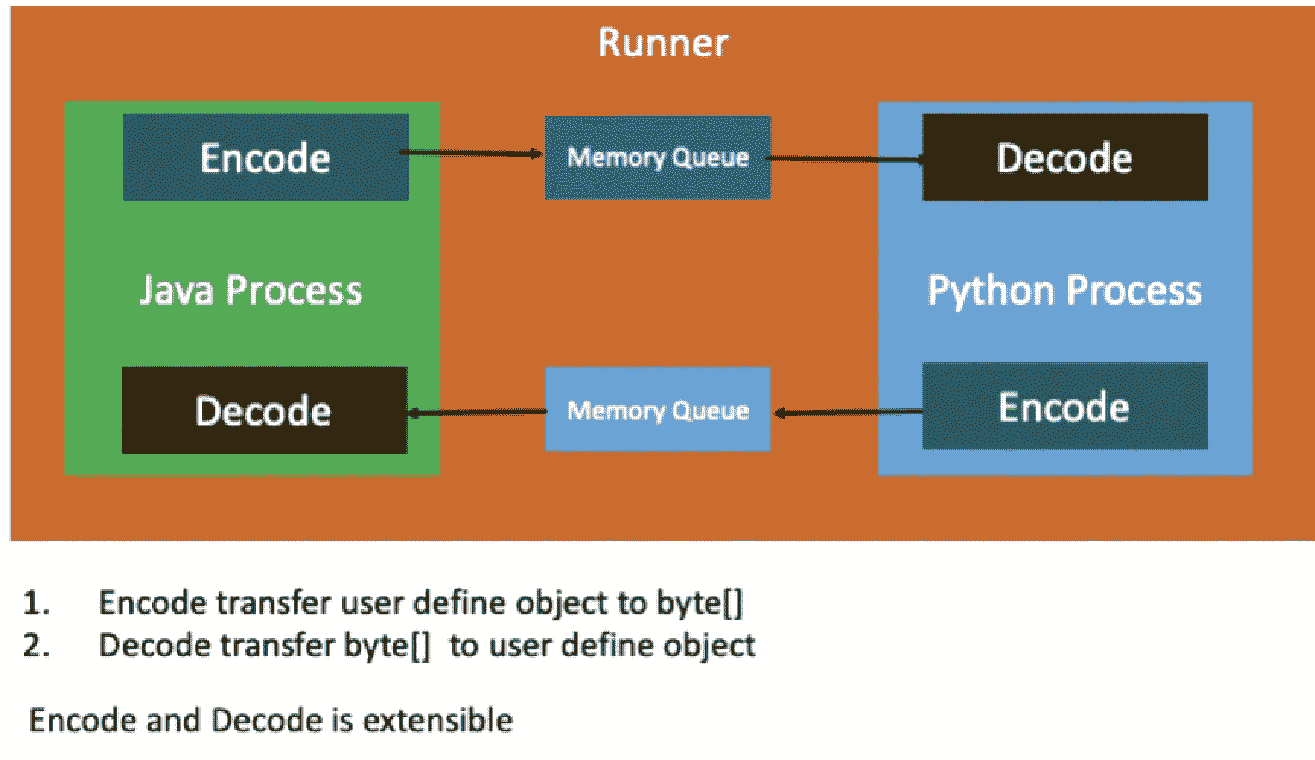 Runner
Encode
Memory Queue
Decode
Java Process
Python Process
Decode
Memory Queue
Encode
1. Encode transfer user define object to byte[]
2. Decode transfer byte[] to user define object
Encode and Decode is extensible